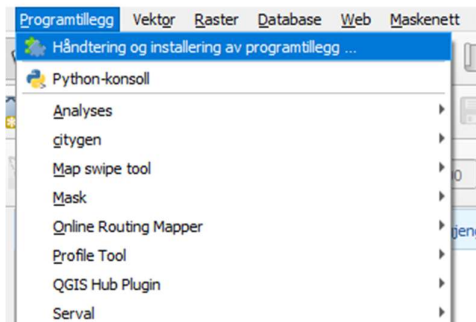 Programtillegg Vektor Raster Database Web Maskenett
Håndtering og installering av programtillegg ...
Python-konsoll
Analyses
citygen
Map swipe tool
Mask
Online Routing Mapper
Profile Tool
QGIS Hub Plugin
Serval